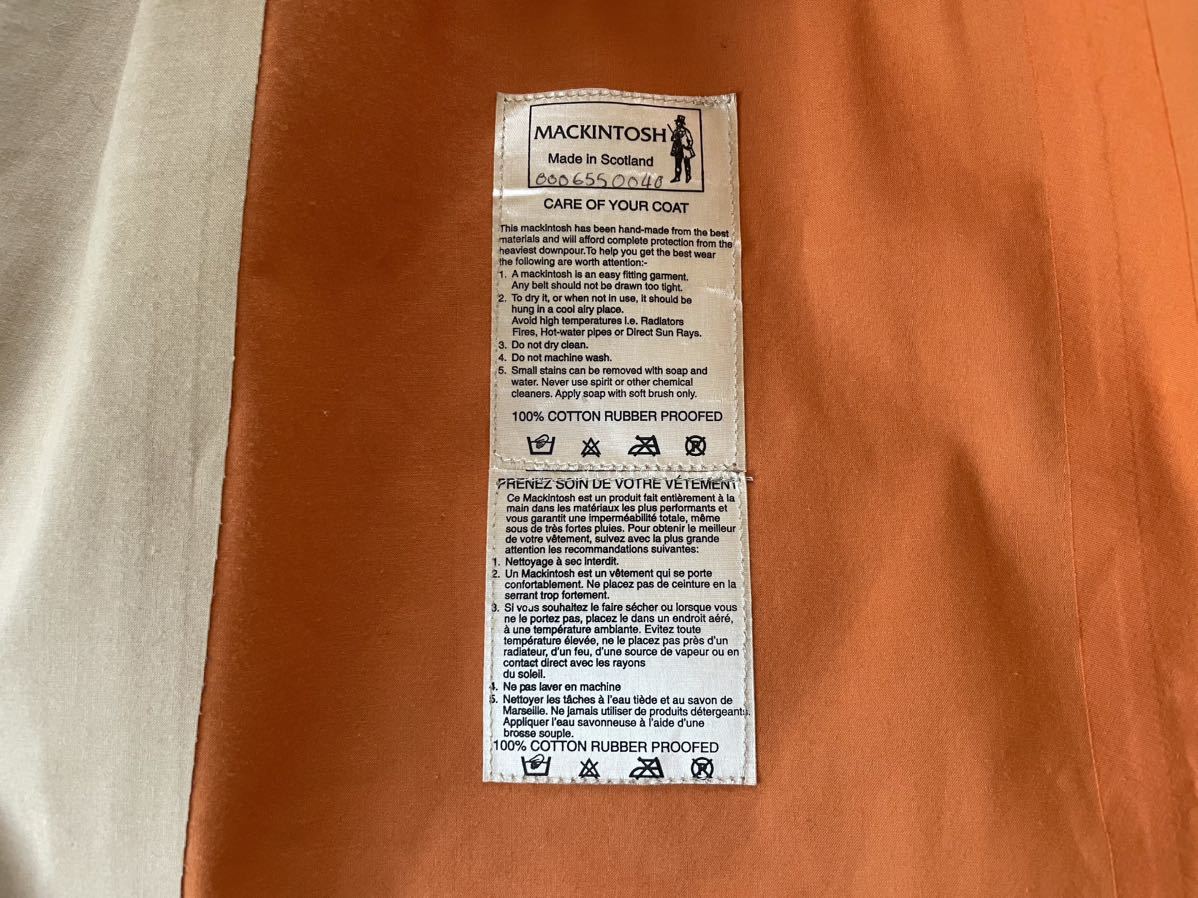 MACKINTOSH
Made in Scotland
0006550040
CARE OF YOUR COAT
This mackintosh has been hand-made from the best
materials and will afford complete protection from the
heaviest downpour.To help you get the best wear
the following are worth attention:-
1. A mackintosh is an easy fitting garment.
Any belt should not be drawn too tight.
2. To dry it, or when not in use, it should be
hung in a cool airy place.
Avoid high temperatures i.e. Radiators
Fires, Hot-water pipes or Direct Sun Rays.
3. Do not dry clean.
4. Do not machine wash.
5. Small stains can be removed with soap and
water. Never use spirit or other chemical
cleaners. Apply soap with soft brush only.
100% COTTON RUBBER PROOFED
PRENEZ SOIN DE VOTRE VÉTEMENT
Ce Mackintosh est un produit fait entièrement à la
main dans les matériaux les plus performants et
vous garantit une imperméabilité totale, même
sous de très fortes pluies. Pour obtenir le meilleur
de votre vêtement, suivez avec la plus grande
attention les recommandations suivantes:
1. Nettoyage à sec interdit.
2. Un Mackintosh est un vêtement qui se porte
confortablement. Ne placez pas de ceinture en la
serrant trop fortement.
3. Si vous souhaitez le faire sécher ou lorsque vous
ne le portez pas, placez le dans un endroit aéré,
à une température ambiante. Evitez toute
température élevée, ne le placez pas près d'un
radiateur, d'un feu, d'une source de vapeur ou en
contact direct avec les rayons
du soleil.
4. Ne pas laver en machine
5. Nettoyer les tâches à l'eau tiède et au savon de
Marseille. Ne jamais utiliser de produits détergeants.
Appliquer l'eau savonneuse à l'aide d'une
brosse souple.
100% COTTON RUBBER PROOFED